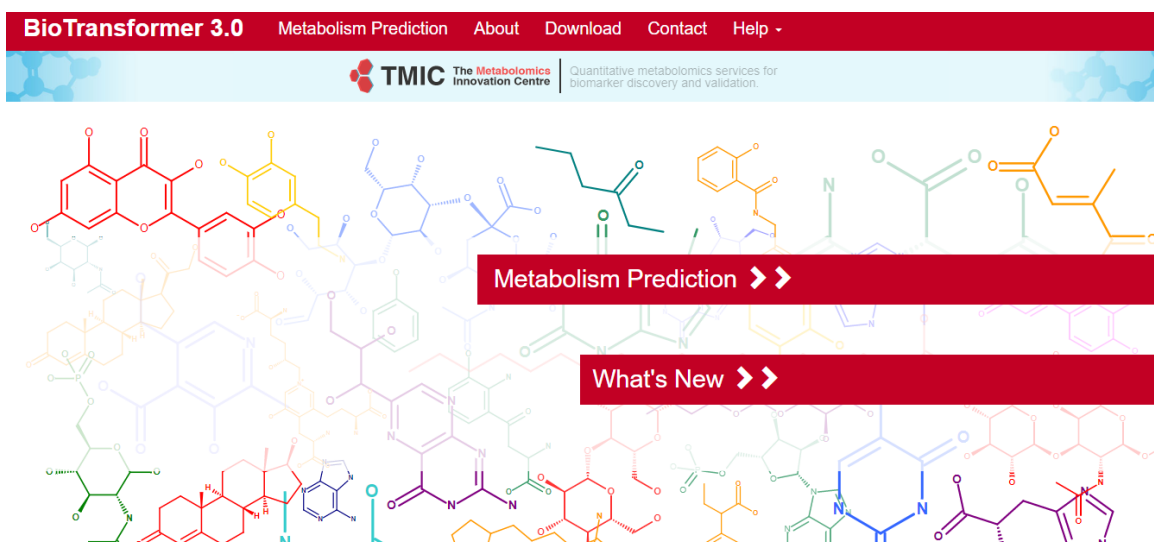 BioTransformer 3.0 Metabolism Prediction About Download Contact Help
TMIC The Metabolomics Innovation Centre Quantitative metabolomics services for biomarker discovery and validation.
Metabolism Prediction
What's New